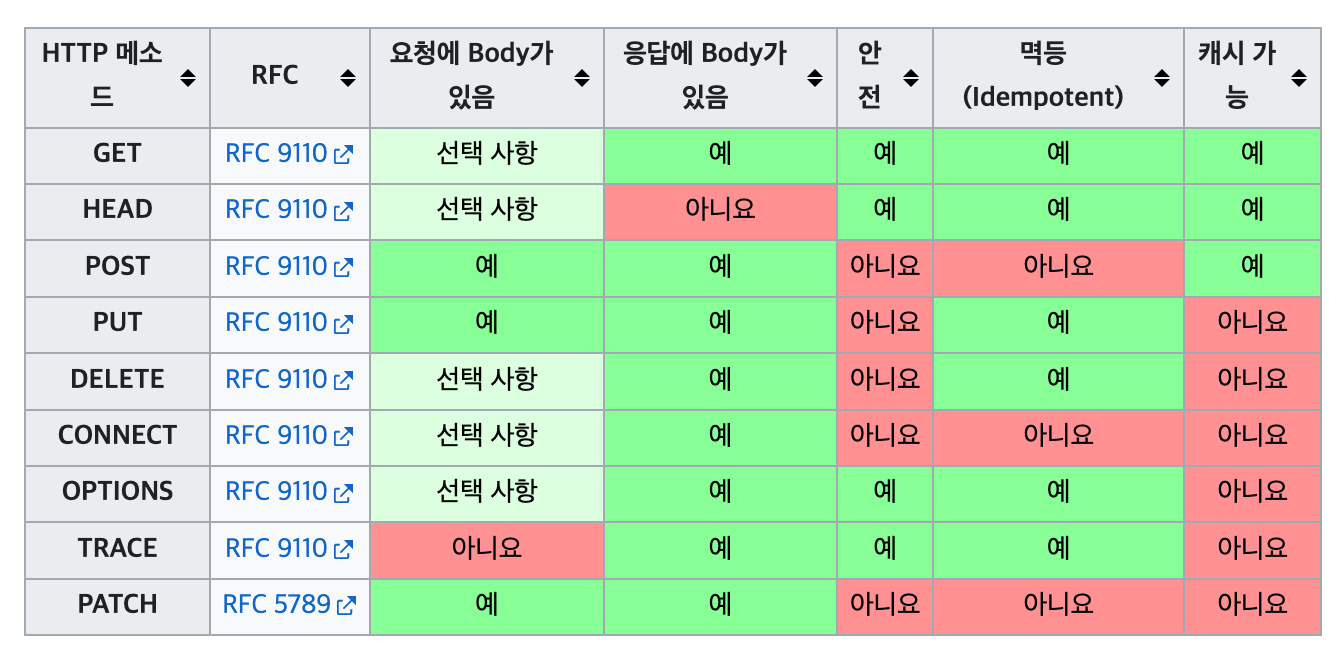 HTTP 메소드 RFC 요청에 Body가 있음 응답에 Body가 있음 안전 멱등 (Idempotent) 캐시 가능
GET RFC 9110 선택 사항 예 예 예 예
HEAD RFC 9110 선택 사항 아니요 예 예 예
POST RFC 9110 예 예 아니요 아니요 예
PUT RFC 9110 예 예 아니요 예 아니요
DELETE RFC 9110 선택 사항 예 아니요 예 아니요
CONNECT RFC 9110 선택 사항 예 아니요 아니요 아니요
OPTIONS RFC 9110 선택 사항 예 예 예 아니요
TRACE RFC 9110 아니요 예 예 예 아니요
PATCH RFC 5789 예 예 아니요 아니요 아니요